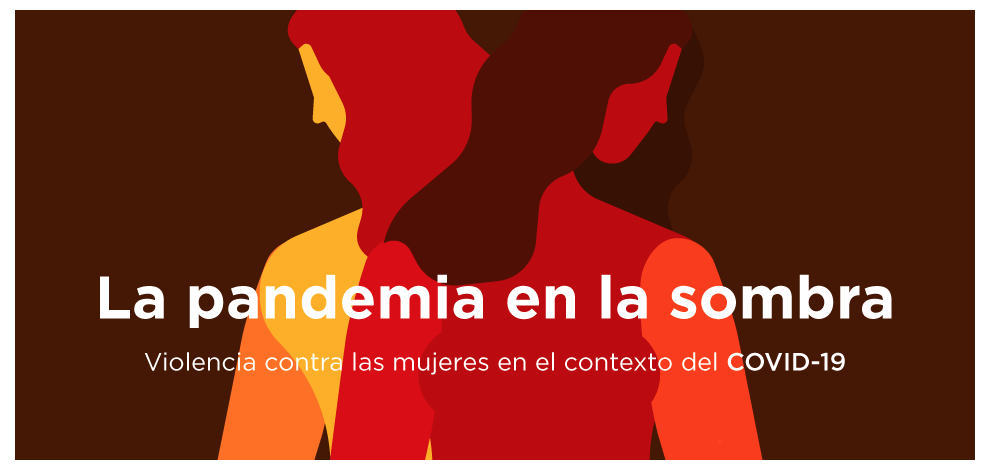 La pandemia en la sombra
Violencia contra las mujeres en el contexto del COVID-19